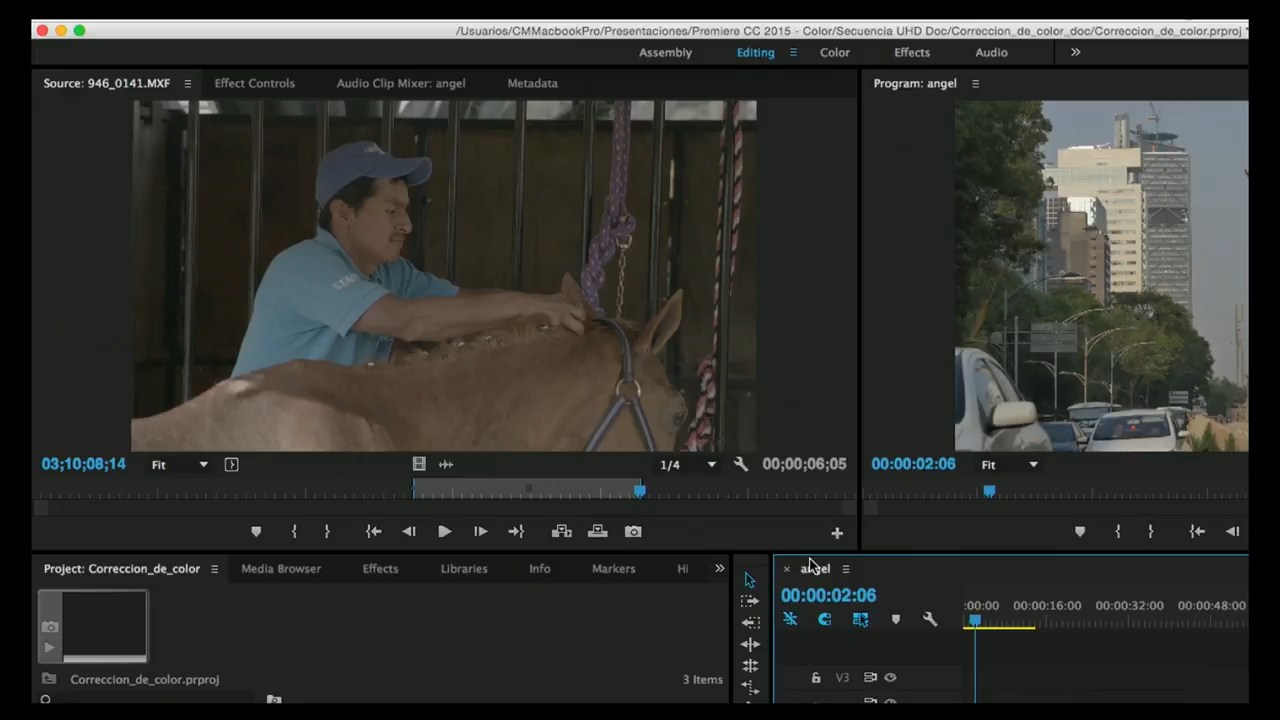 /Usuarios/CMMacbookPro/Presentaciones/Premiere CC 2015 - Color/Secuencia UHD Doc/Correccion_de_color_doc/Correccion_de_color.prproj *
Assembly Editing Color Effects Audio
Source: 946_0141.MXF Effect Controls Audio Clip Mixer: angel Metadata
Program: angel
03;10;08;14 Fit 1/4 00;00;06;05
00:00:02:06 Fit
Project: Correccion_de_color Media Browser Effects Libraries Info Markers Hi
angel
00:00:02:06
:00:00 00:00:16:00 00:00:32:00 00:00:48:00
V3
Correccion_de_color.prproj 3 Items